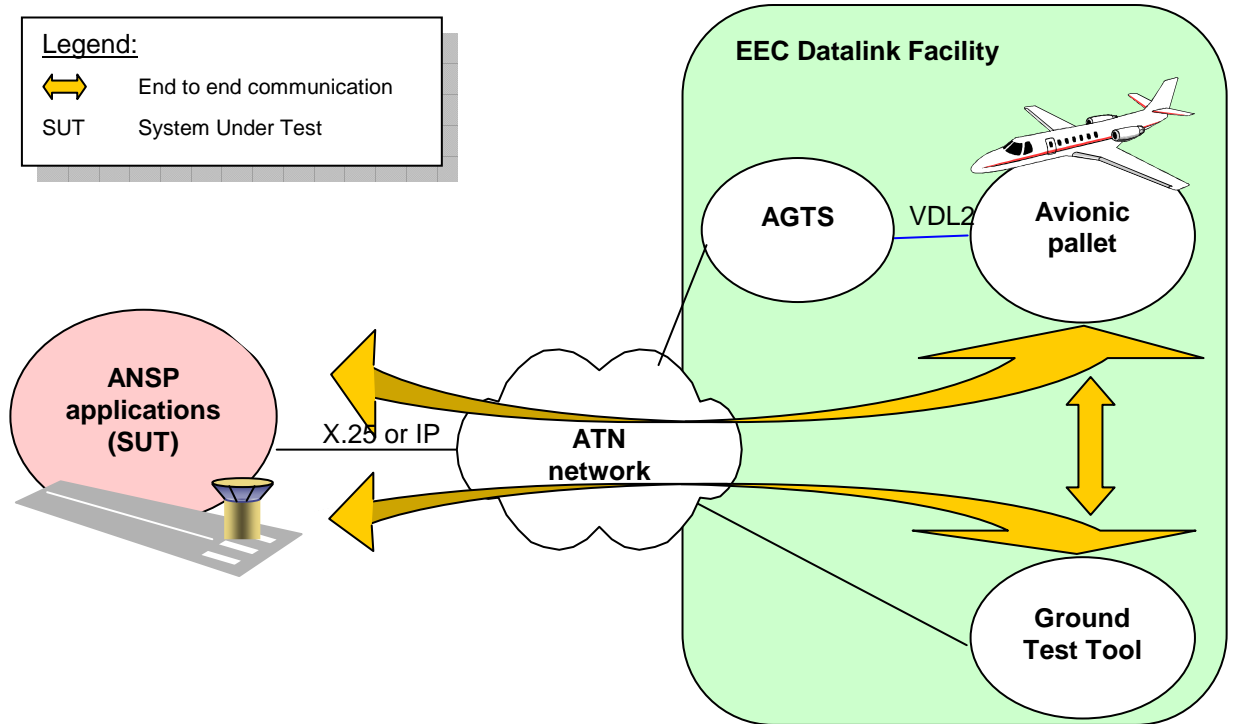 Legend:
End to end communication
SUT System Under Test
EEC Datalink Facility
AGTS
VDL2
Avionic
pallet
ANSP
applications
(SUT)
X.25 or IP
ATN
network
Ground
Test Tool